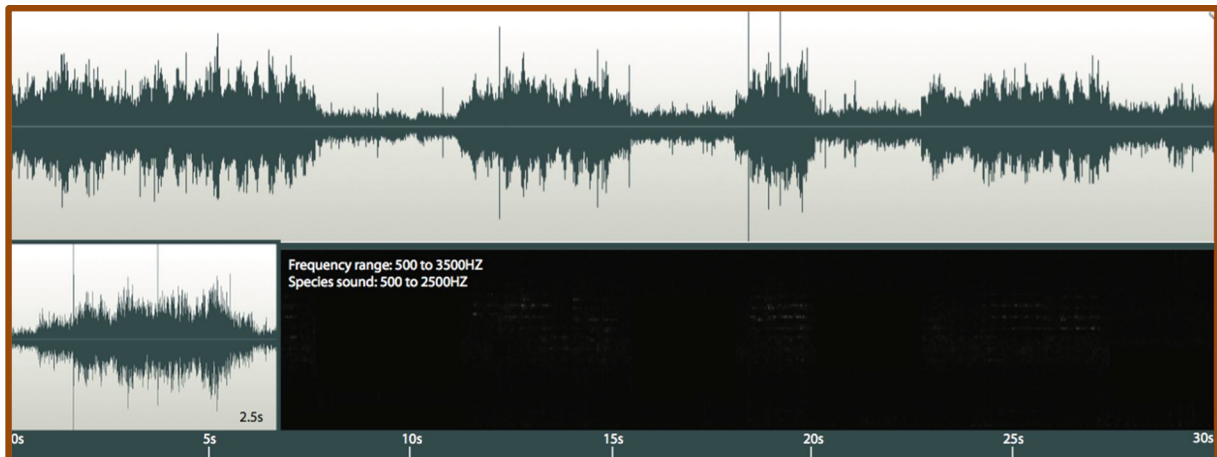 Frequency range: 500 to 3500HZ
Species sound: 500 to 2500HZ
2.5s
0s 5s 10s 15s 20s 25s 30s